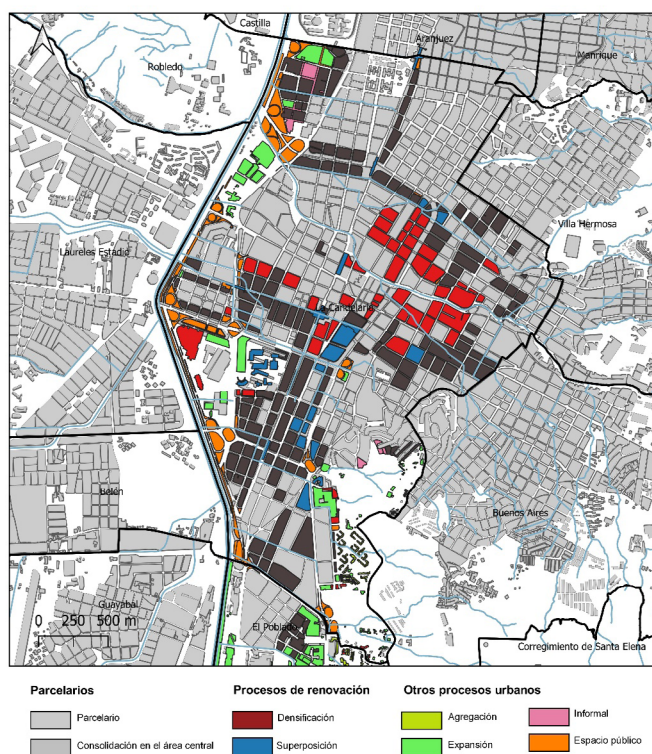 Castilla
Aranjuez
Manrique
Robledo
Villa Hermosa
Laureles Estadio
La Candelaria
Belén
Buenos Aires
Guayabal
0 250 500 m
El Poblado
Corregimiento de Santa Elena
Parcelarios
Parcelario
Consolidación en el área central
Procesos de renovación
Densificación
Superposición
Otros procesos urbanos
Agregación
Expansión
Informal
Espacio público